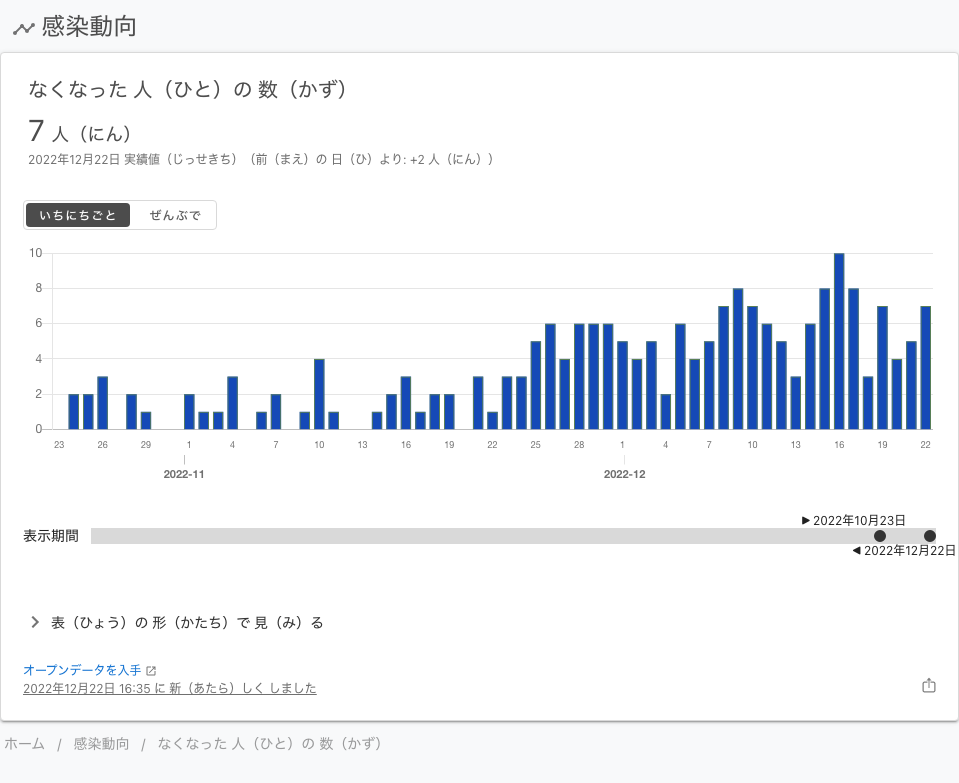 感染動向
なくなった 人（ひと）の 数（かず）
7 人（にん）
2022年12月22日 実績値（じっせきち）（前（まえ）の 日（ひ）より: +2 人（にん））
いちにちごと ぜんぶで
10
8
6
4
2
0
23 26 29 1 4 7 10 13 16 19 22 25 28 1 4 7 10 13 16 19 22
2022-11 2022-12
▶ 2022年10月23日
表示期間
◀ 2022年12月22日
表（ひょう）の 形（かたち）で 見（み）る
オープンデータを入手
2022年12月22日 16:35 に 新（あたら）しく しました
ホーム / 感染動向 / なくなった 人（ひと）の 数（かず）